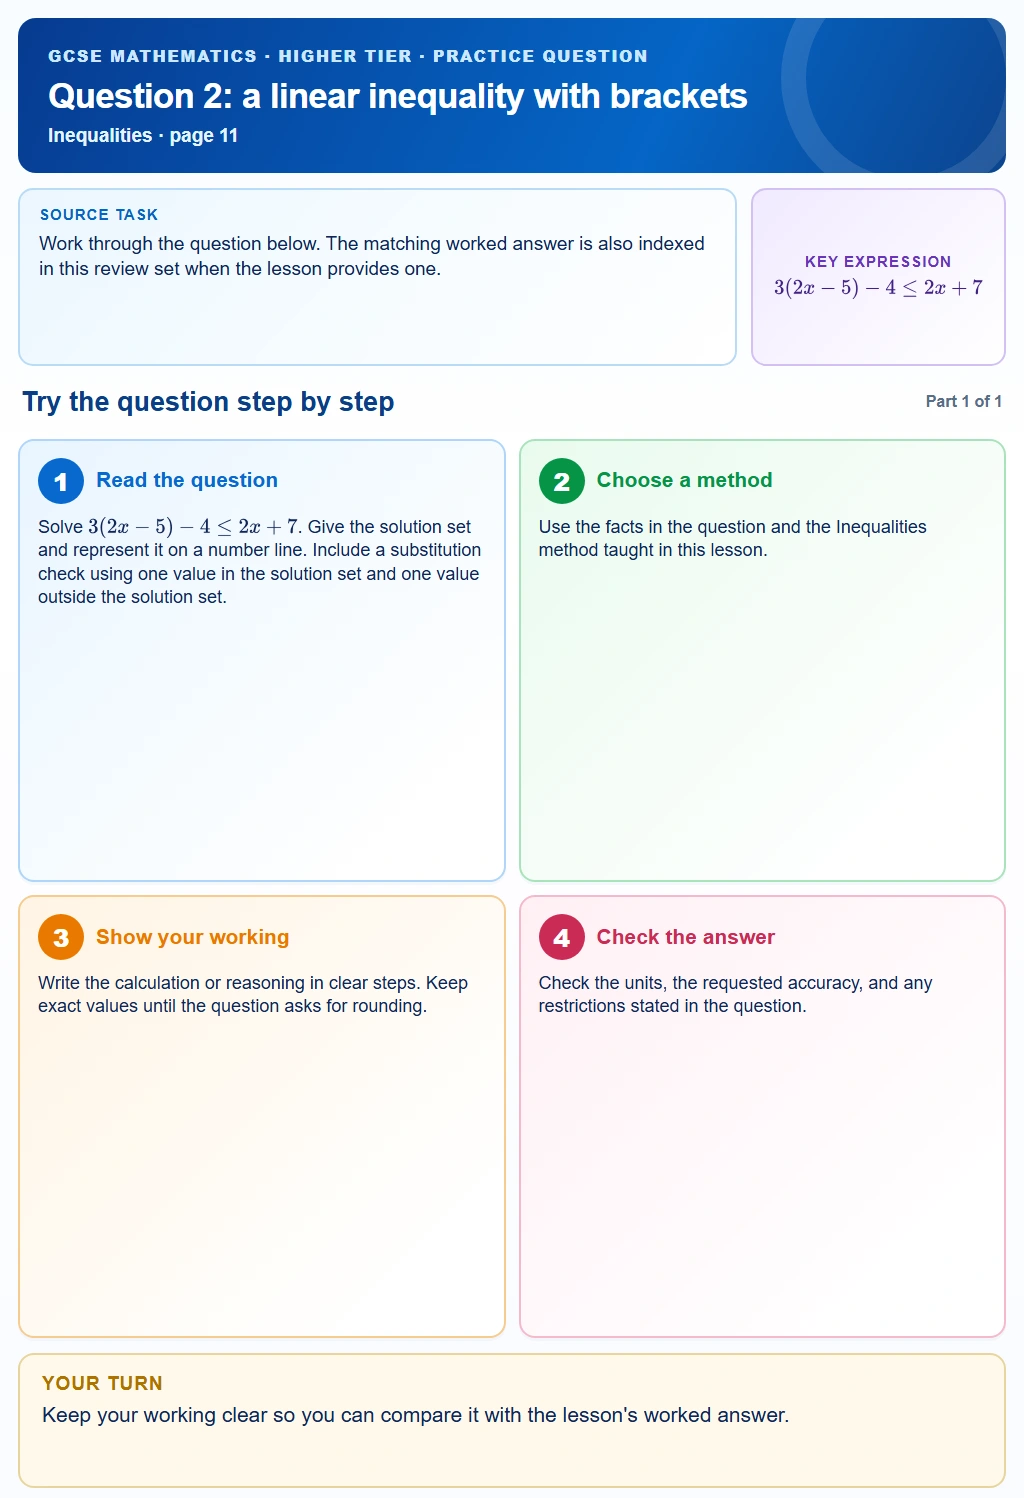 GCSE MATHEMATICS · HIGHER TIER · PRACTICE QUESTION
Question 2: a linear inequality with brackets
Inequalities · page 11
SOURCE TASK
Work through the question below. The matching worked answer is also indexed
in this review set when the lesson provides one.
KEY EXPRESSION
3(2x − 5) − 4 ≤ 2x + 7
Try the question step by step
Part 1 of 1
1 Read the question
Solve 3(2x − 5) − 4 ≤ 2x + 7. Give the solution set
and represent it on a number line. Include a substitution
check using one value in the solution set and one value
outside the solution set.
2 Choose a method
Use the facts in the question and the Inequalities
method taught in this lesson.
3 Show your working
Write the calculation or reasoning in clear steps. Keep
exact values until the question asks for rounding.
4 Check the answer
Check the units, the requested accuracy, and any
restrictions stated in the question.
YOUR TURN
Keep your working clear so you can compare it with the lesson's worked answer.